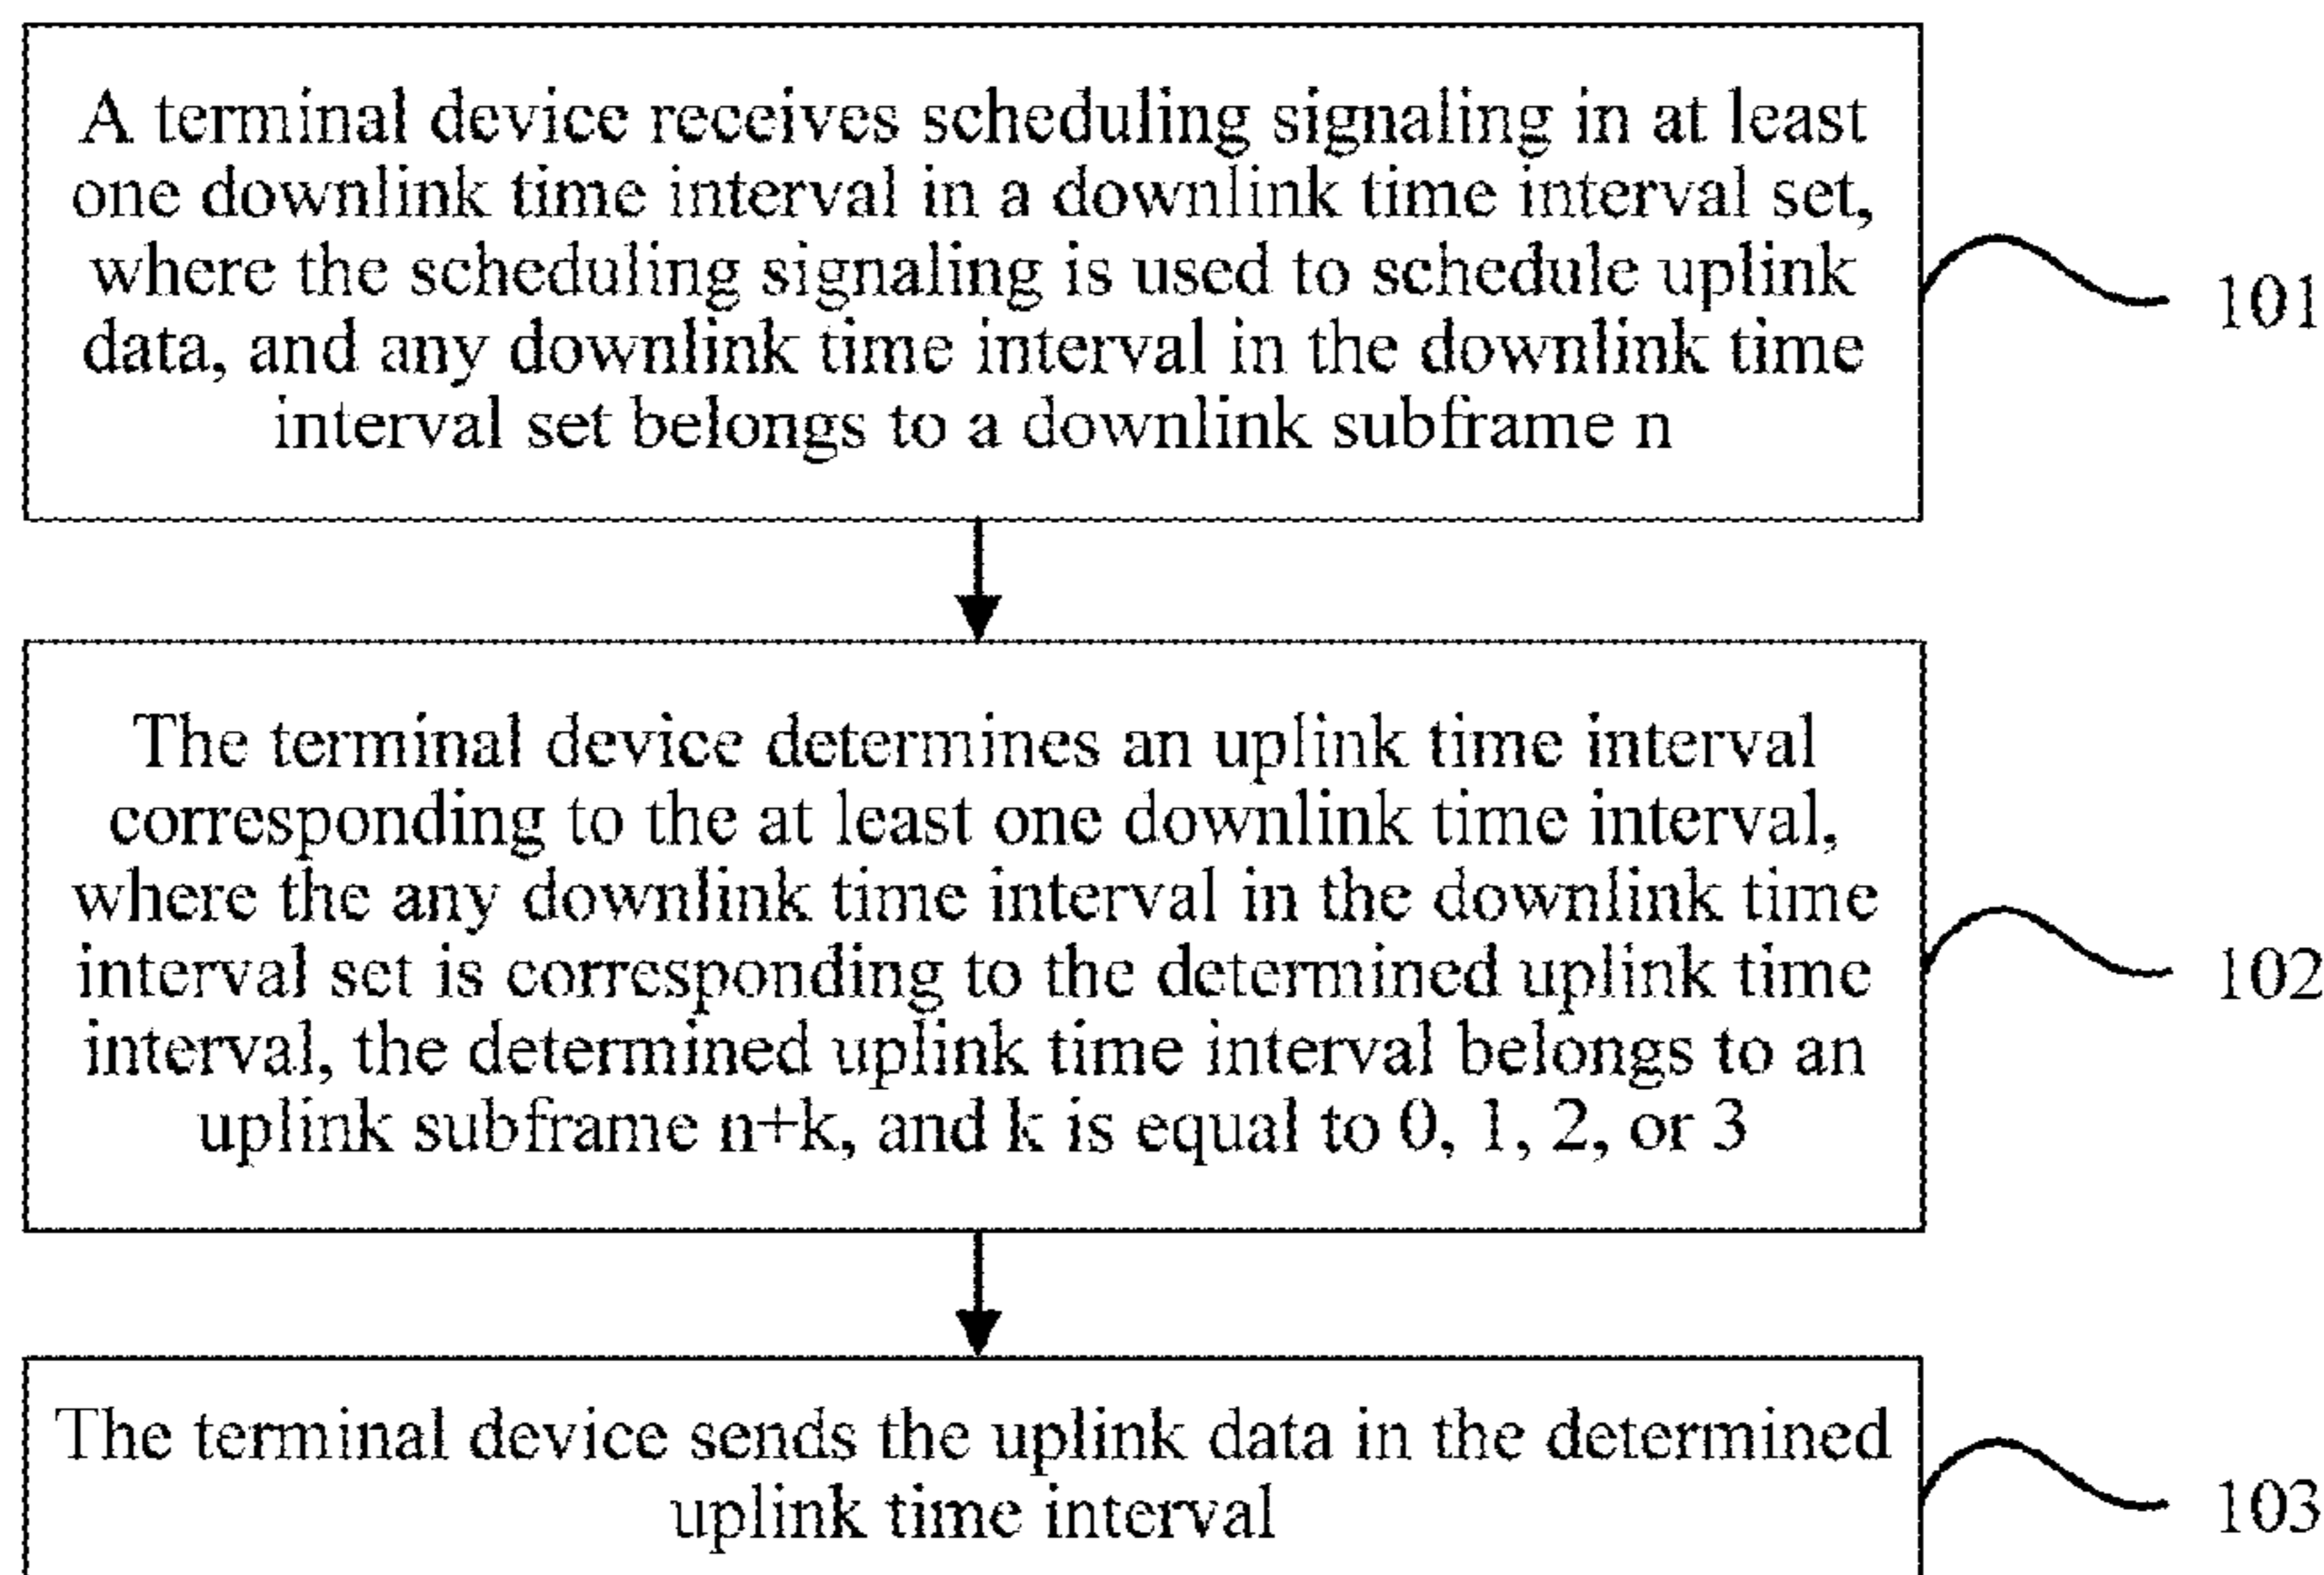 A terminal device receives scheduling signaling in at least
one downlink time interval in a downlink time interval set,
where the scheduling signaling is used to schedule uplink
data, and any downlink time interval in the downlink time
interval set belongs to a downlink subframe n
101
The terminal device determines an uplink time interval
corresponding to the at least one downlink time interval,
where the any downlink time interval in the downlink time
interval set is corresponding to the determined uplink time
interval, the determined uplink time interval belongs to an
uplink subframe n+k, and k is equal to 0, 1, 2, or 3
102
The terminal device sends the uplink data in the determined
uplink time interval
103